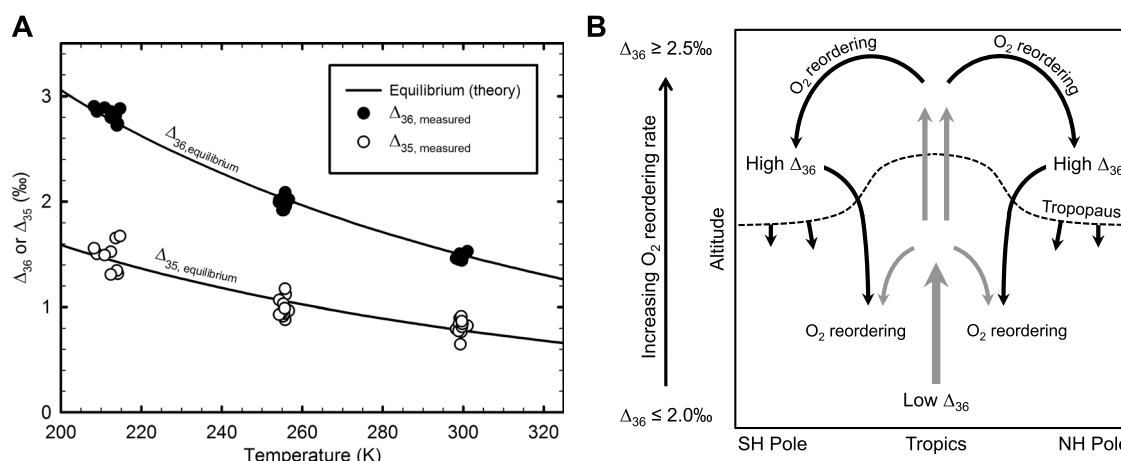 A
3
2
1
0
200
220
240
260
280
300
320
Δ36 or Δ35 (‰)
Temperature (K)
Equilibrium (theory)
Δ36, measured
Δ35, measured
Δ36,equilibrium
Δ35, equilibrium
B
Δ36 ≥ 2.5‰
Increasing O2 reordering rate
Δ36 ≤ 2.0‰
Altitude
O2 reordering
O2 reordering
High Δ36
High Δ36
Tropopaus
O2 reordering
O2 reordering
Low Δ36
SH Pole
Tropics
NH Pole